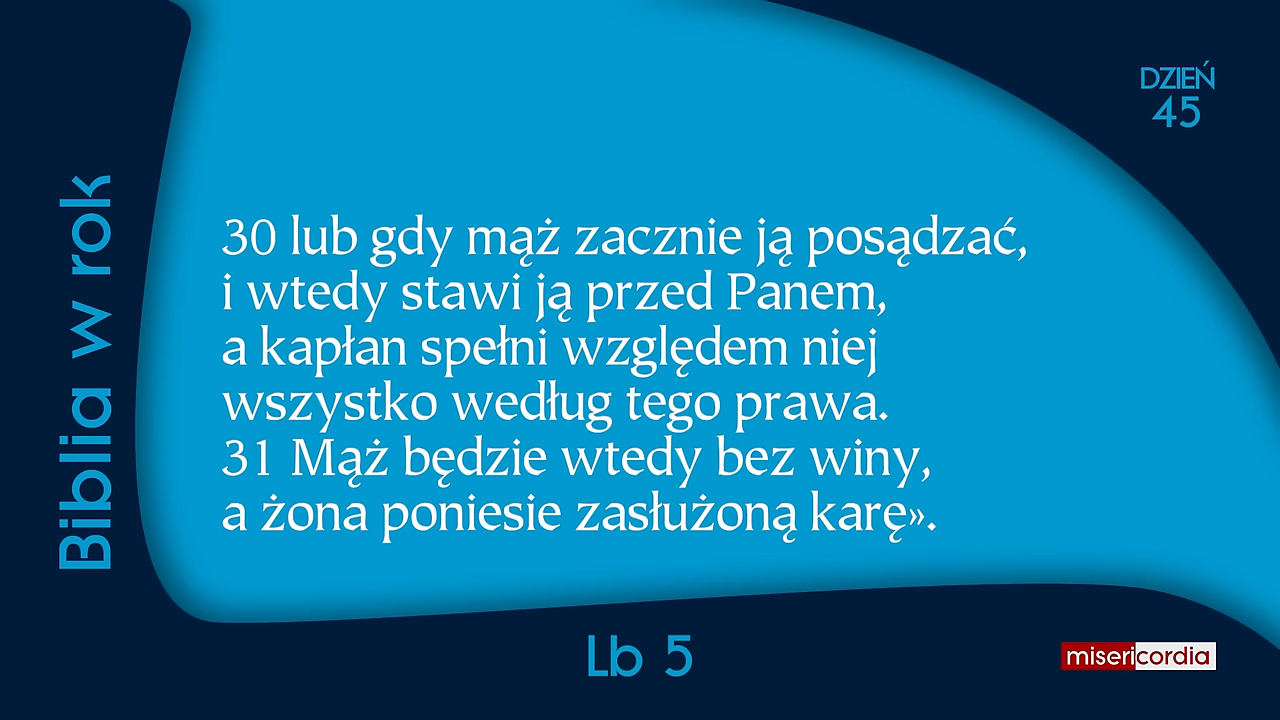 DZIEŃ
45
Biblia w rok
30 lub gdy mąż zacznie ją posądzać,
i wtedy stawi ją przed Panem,
a kapłan spełni względem niej
wszystko według tego prawa.
31 Mąż będzie wtedy bez winy,
a żona poniesie zasłużoną karę».
Lb 5
misericordia